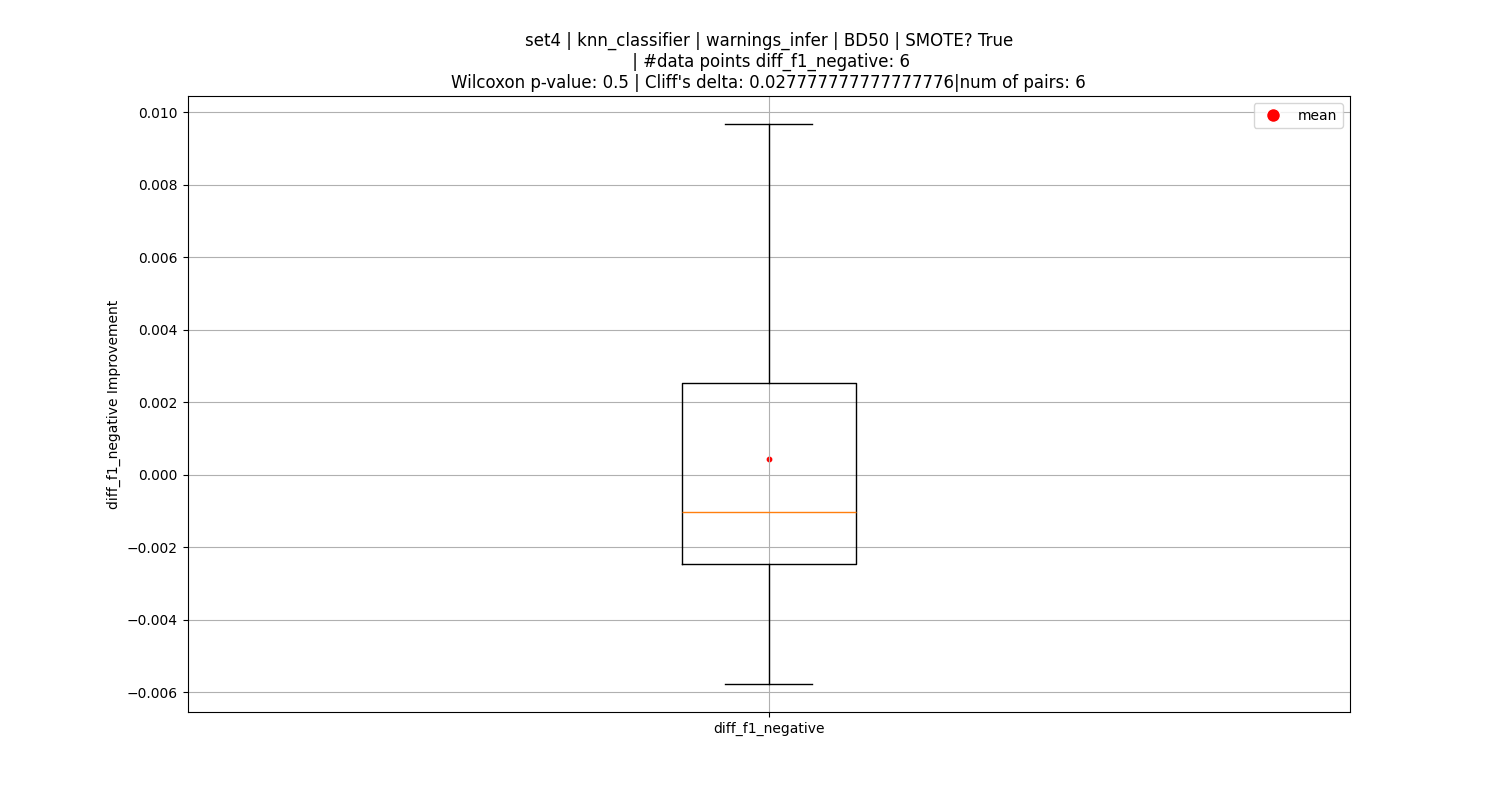 set4 | knn_classifier | warnings_infer | BD50 | SMOTE? True
| #data points diff_f1_negative: 6
Wilcoxon p-value: 0.5 | Cliff's delta: 0.027777777777777776|num of pairs: 6
mean
0.010
0.008
0.006
0.004
0.002
0.000
−0.002
−0.004
−0.006
diff_f1_negative Improvement
diff_f1_negative